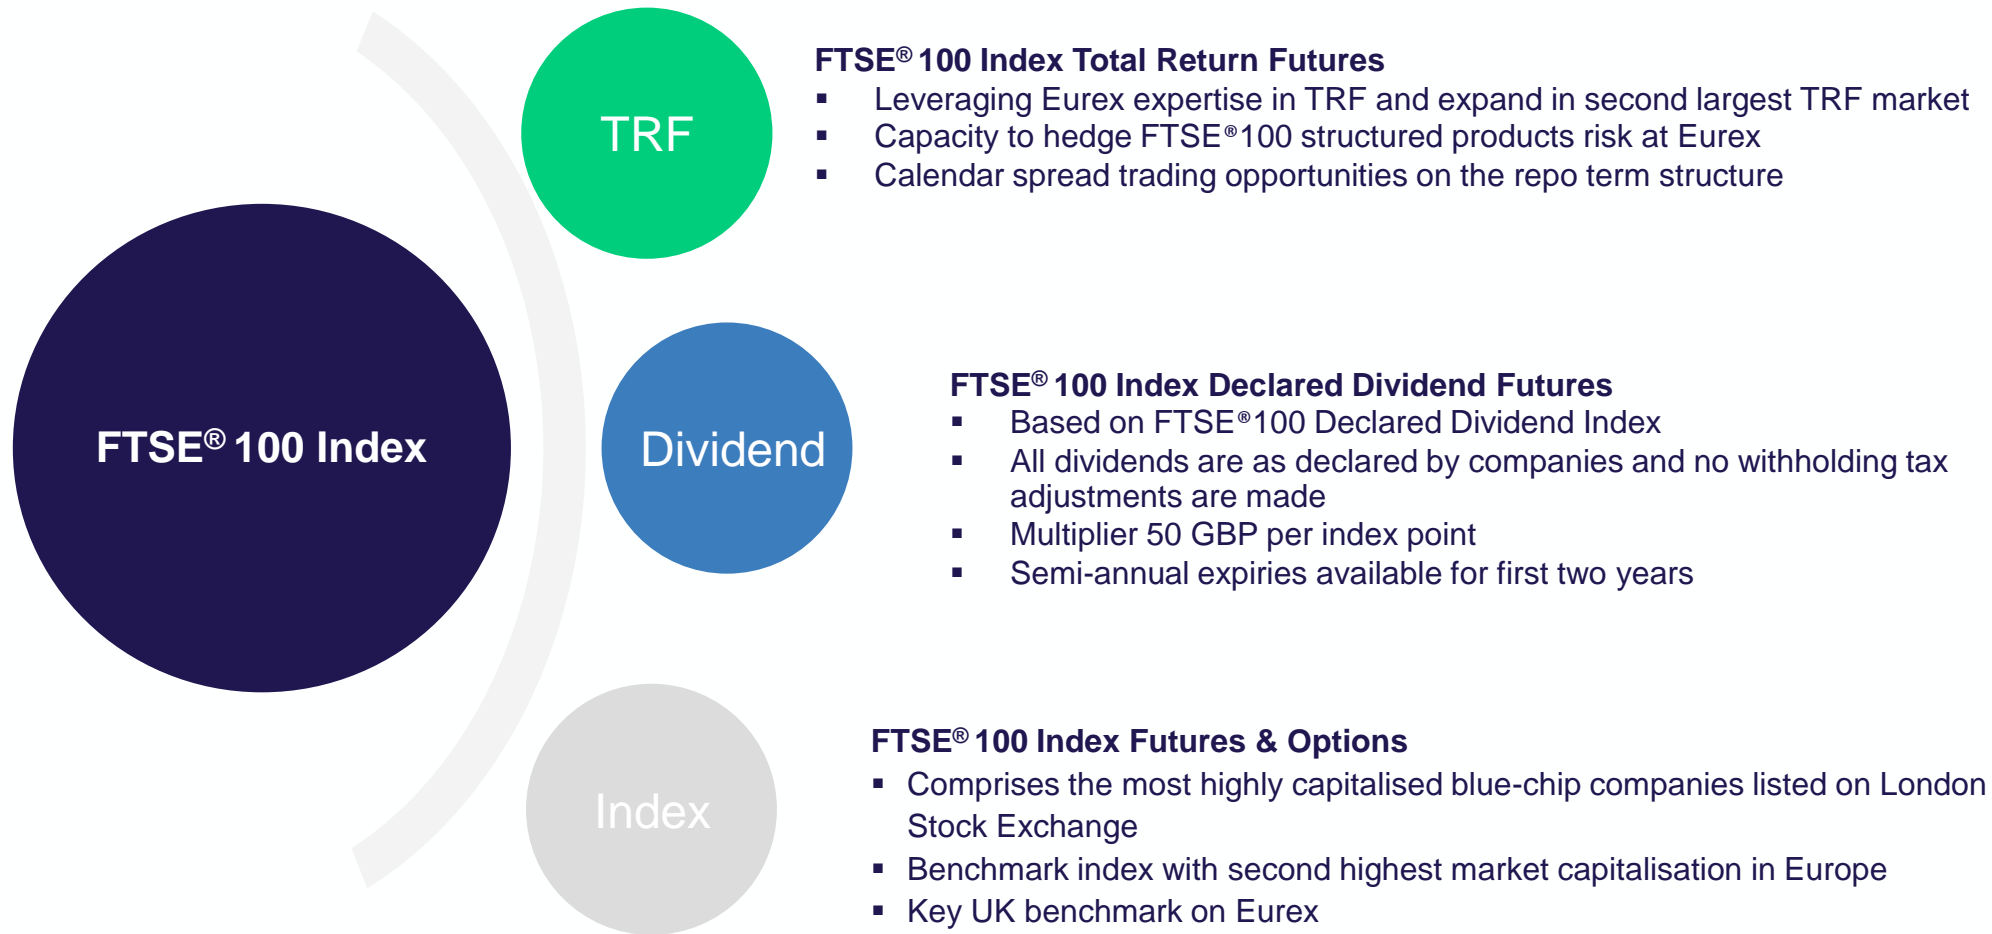 FTSE® 100 Index
TRF
FTSE® 100 Index Total Return Futures
▪ Leveraging Eurex expertise in TRF and expand in second largest TRF market
▪ Capacity to hedge FTSE®100 structured products risk at Eurex
▪ Calendar spread trading opportunities on the repo term structure
Dividend
FTSE® 100 Index Declared Dividend Futures
▪ Based on FTSE®100 Declared Dividend Index
▪ All dividends are as declared by companies and no withholding tax
adjustments are made
▪ Multiplier 50 GBP per index point
▪ Semi-annual expiries available for first two years
Index
FTSE® 100 Index Futures & Options
▪ Comprises the most highly capitalised blue-chip companies listed on London
Stock Exchange
▪ Benchmark index with second highest market capitalisation in Europe
▪ Key UK benchmark on Eurex